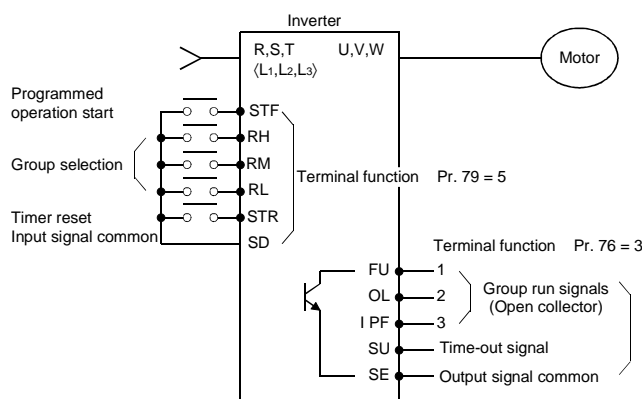 Inverter
R,S,T U,V,W
⟨L1,L2,L3⟩
Motor
Programmed
operation start
STF
RH
Group selection
RM
RL
Terminal function Pr. 79 = 5
Timer reset
STR
Input signal common
SD
Terminal function Pr. 76 = 3
FU 1
OL 2
I PF 3
Group run signals
(Open collector)
SU Time-out signal
SE Output signal common